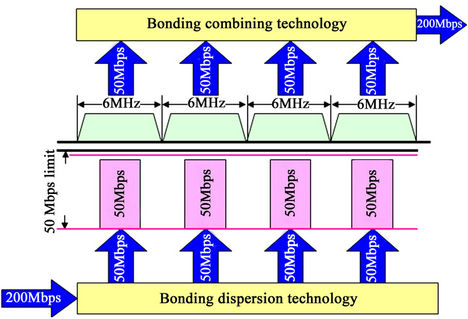 Bonding combining technology
200Mbps
50Mbps 50Mbps 50Mbps 50Mbps
6MHz 6MHz 6MHz 6MHz
50 Mbps limit
50Mbps 50Mbps 50Mbps 50Mbps
50Mbps 50Mbps 50Mbps 50Mbps
200Mbps
Bonding dispersion technology